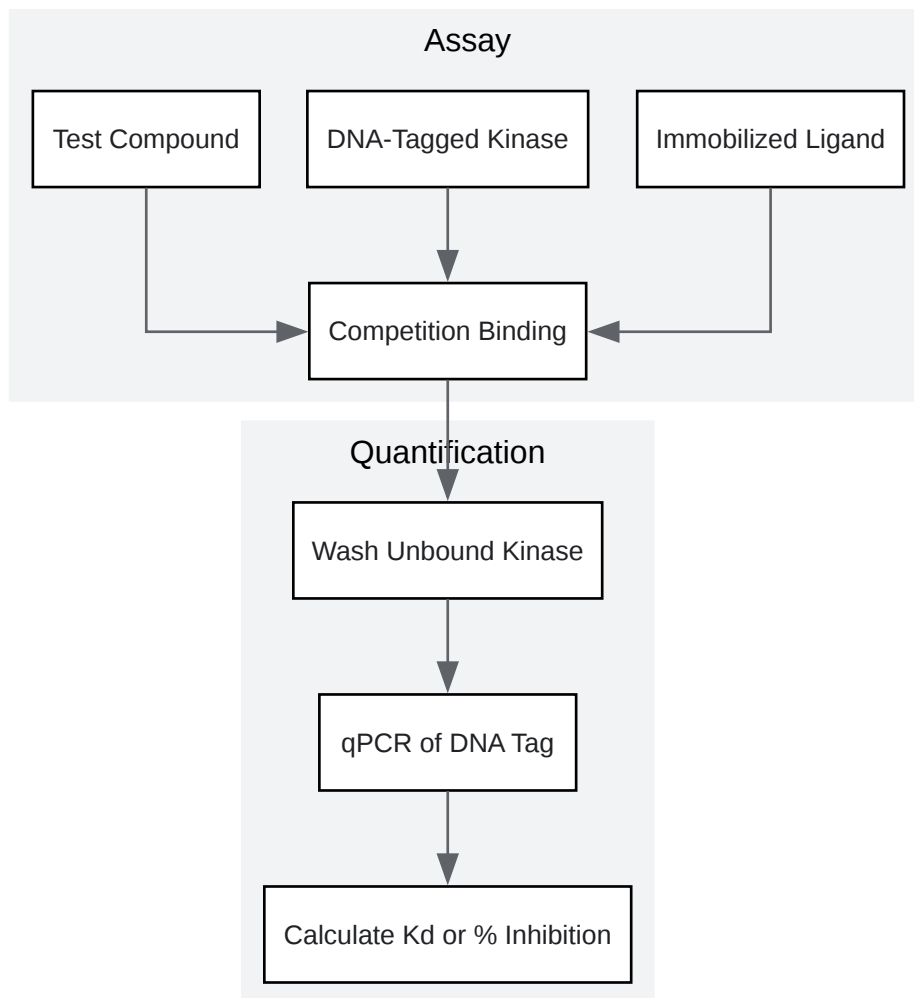 Assay
Test Compound
DNA-Tagged Kinase
Immobilized Ligand
Competition Binding
Quantification
Wash Unbound Kinase
qPCR of DNA Tag
Calculate Kd or % Inhibition